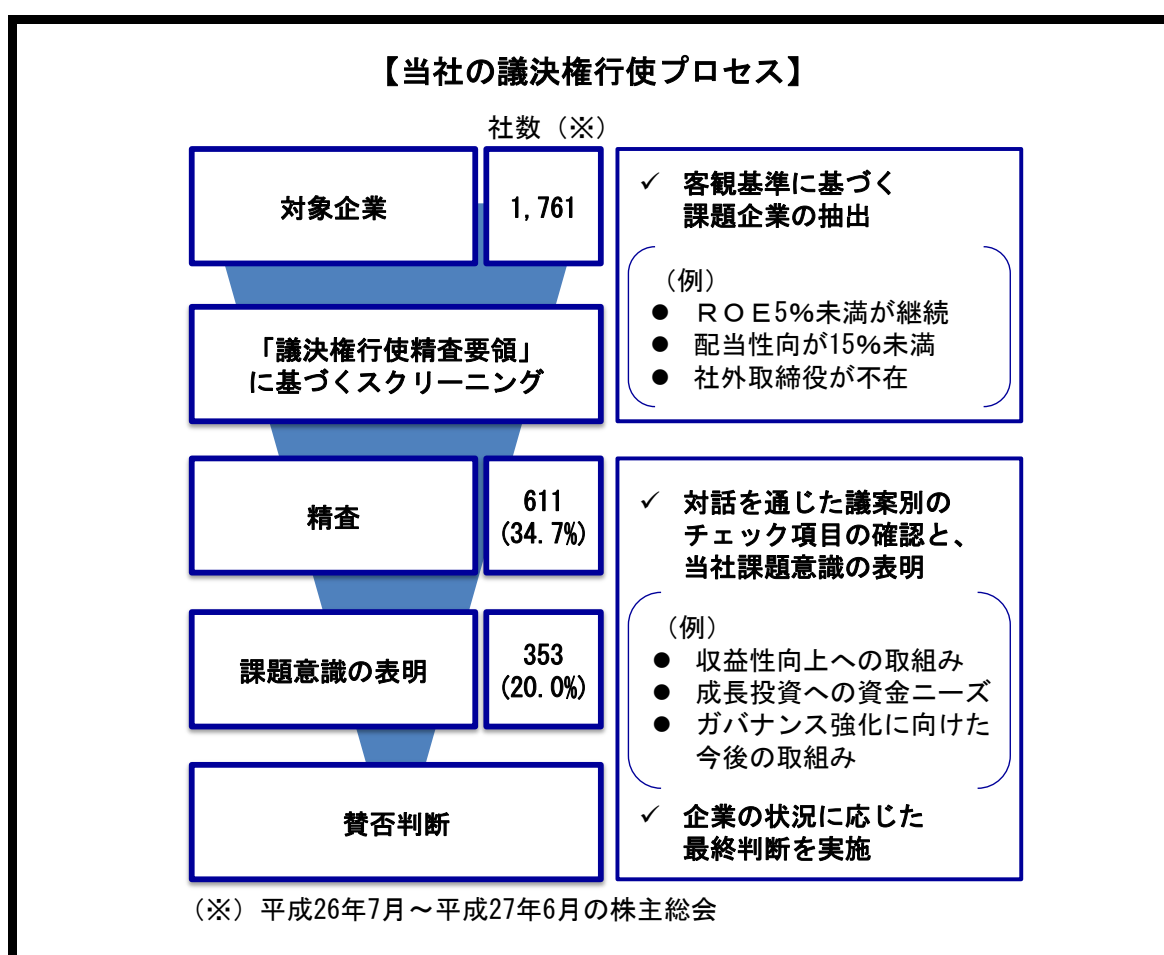 【当社の議決権行使プロセス】
社数（※）
対象企業
1,761
「議決権行使精査要領」
に基づくスクリーニング
✓ 客観基準に基づく
課題企業の抽出
（例）
● ＲＯＥ5%未満が継続
● 配当性向が15%未満
● 社外取締役が不在
精査
611
(34.7%)
課題意識の表明
353
(20.0%)
賛否判断
✓ 対話を通じた議案別の
チェック項目の確認と、
当社課題意識の表明
（例）
● 収益性向上への取組み
● 成長投資への資金ニーズ
● ガバナンス強化に向けた
今後の取組み
✓ 企業の状況に応じた
最終判断を実施
（※）平成26年7月～平成27年6月の株主総会